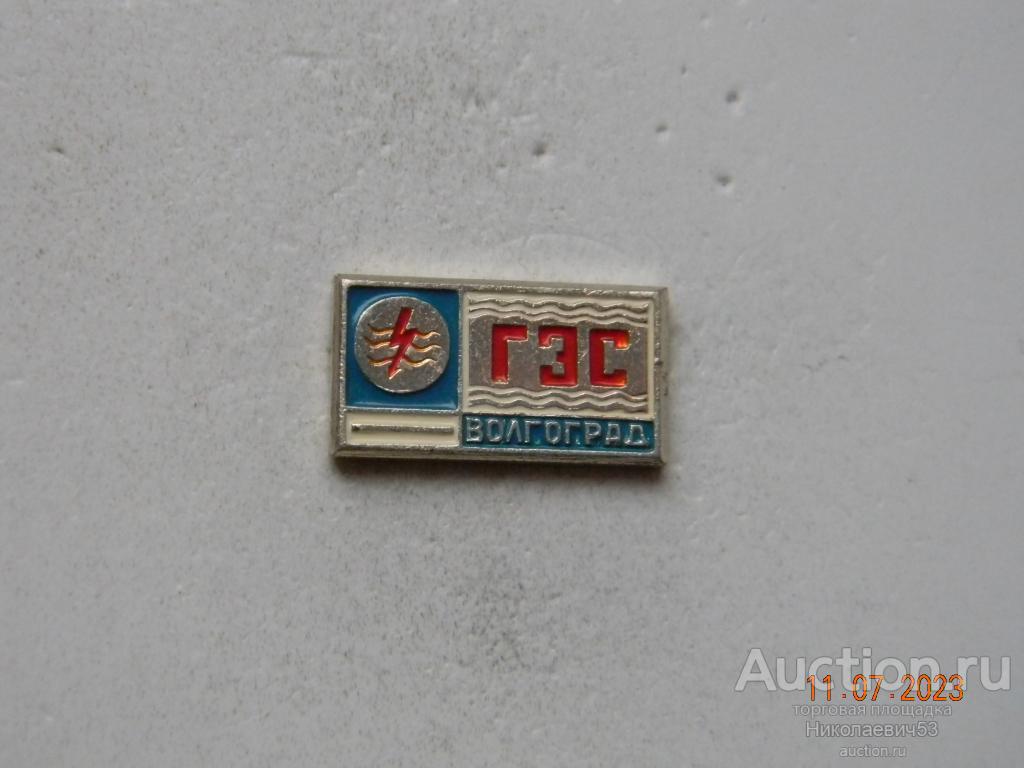 ГЭС
ВОЛГОГРАД
Auction.ru
11.07.2023
торговая площадка
Николаевич53
auction.ru